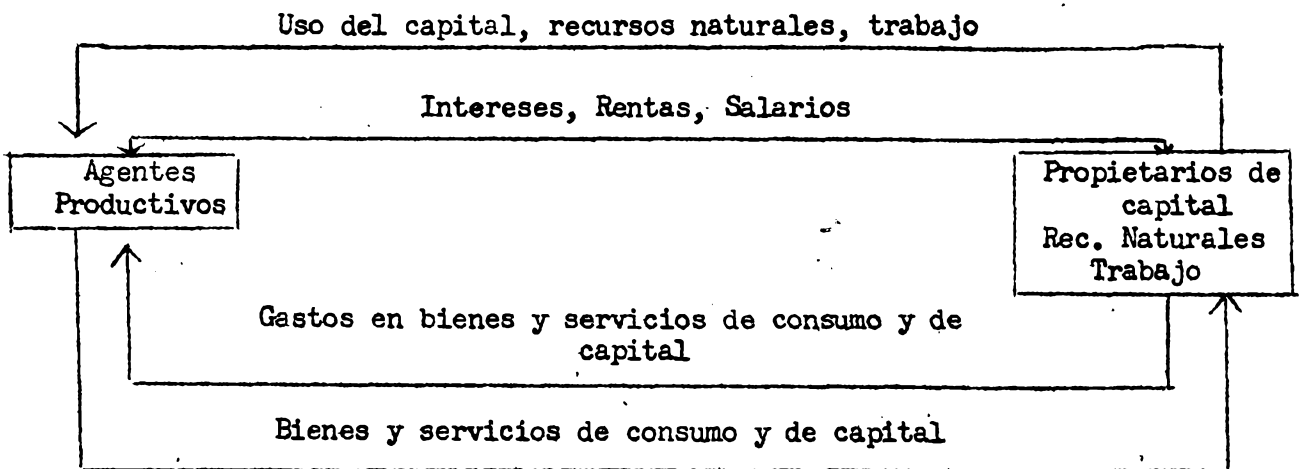 Uso del capital, recursos naturales, trabajo
Intereses, Rentas, Salarios
Agentes
Productivos
Propietarios de
capital
Rec. Naturales
Trabajo
Gastos en bienes y servicios de consumo y de
capital
Bienes y servicios de consumo y de capital